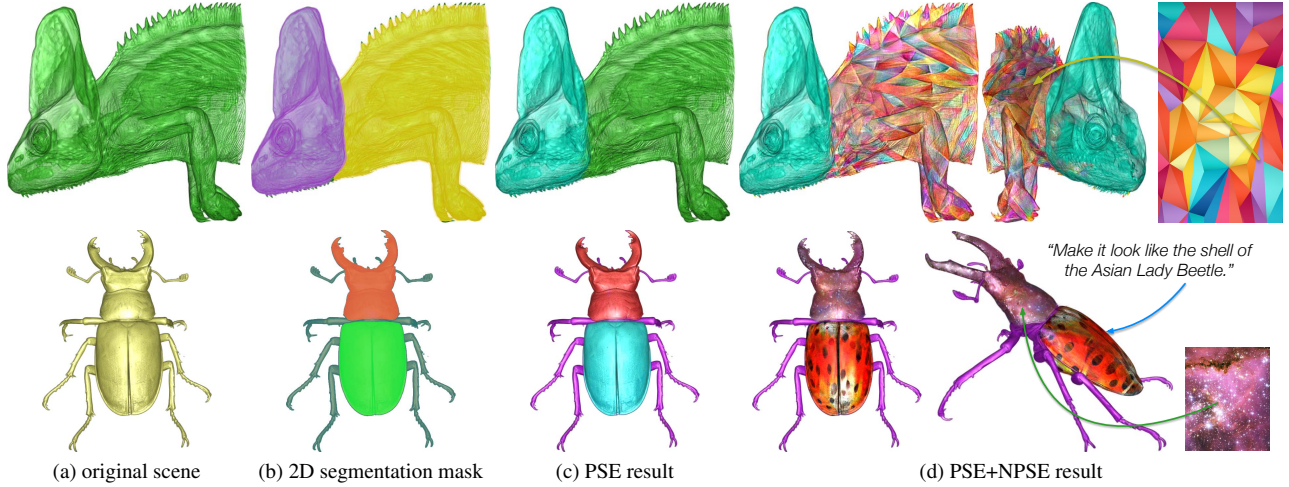 “Make it look like the shell of
the Asian Lady Beetle.”
(a) original scene
(b) 2D segmentation mask
(c) PSE result
(d) PSE+NPSE result